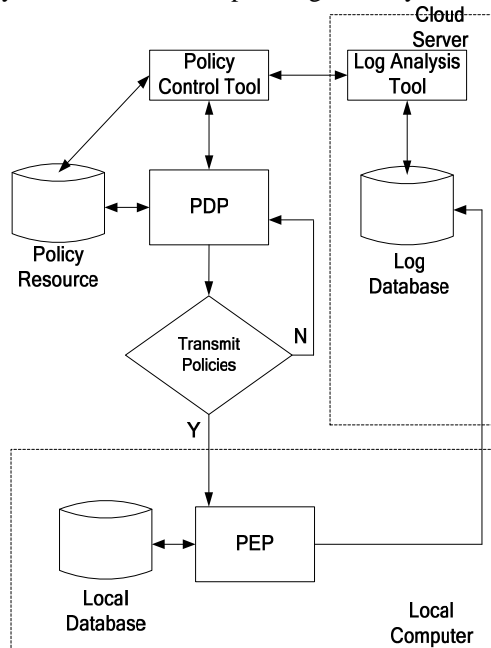 Cloud
Server
Policy
Control Tool
Log Analysis
Tool
PDP
Policy
Resource
Log
Database
Transmit
Policies
N
Y
PEP
Local
Database
Local
Computer